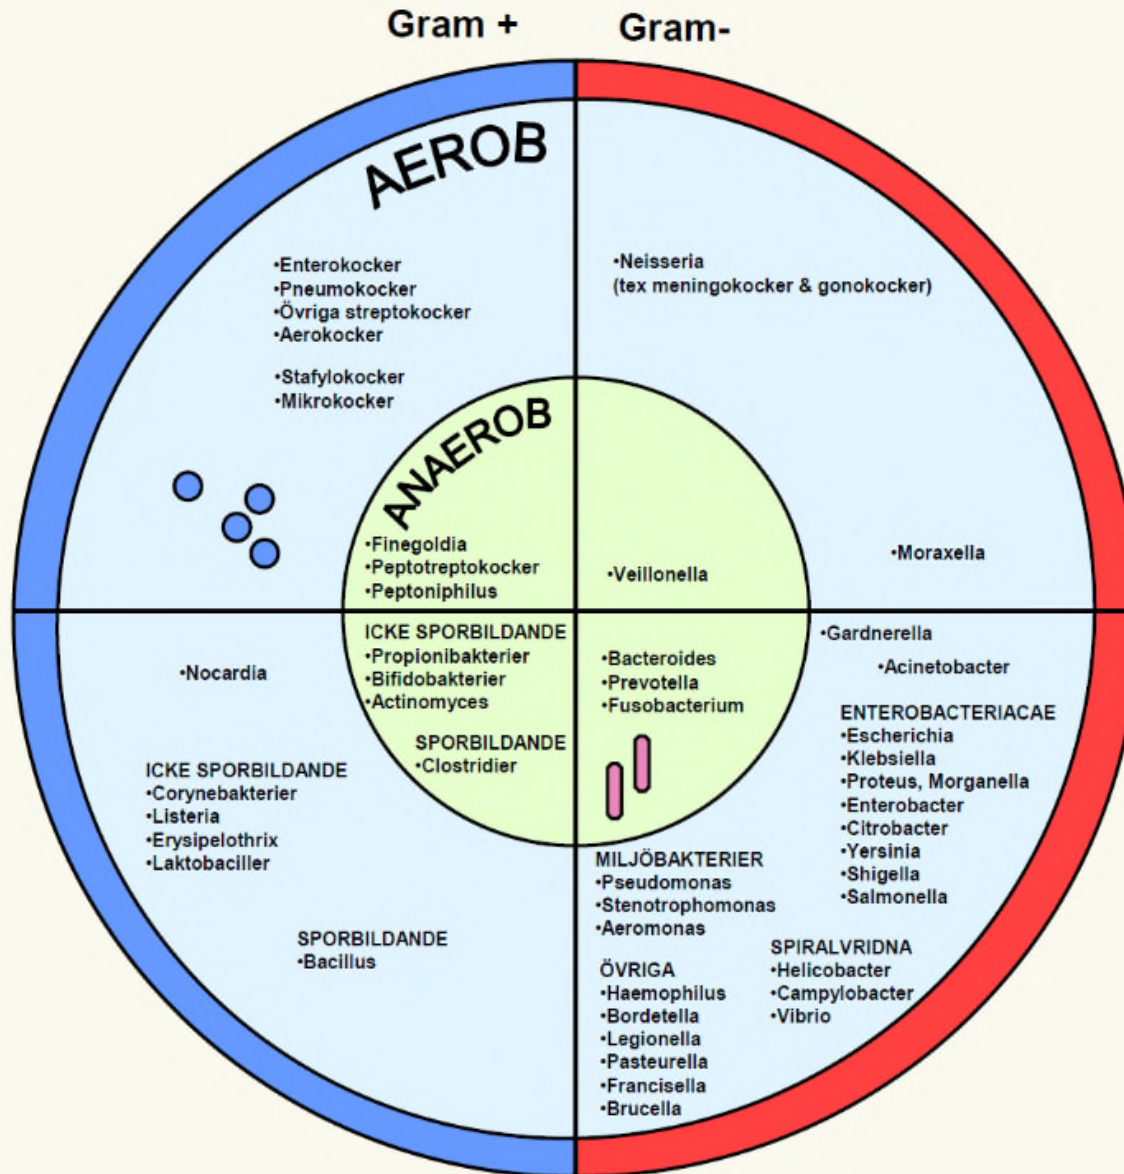 Gram +
Gram-
AEROB
•Enterokocker
•Pneumokocker
•Övriga streptokocker
•Aerokocker
•Stafylokocker
•Mikrokocker
•Neisseria
(tex meningokocker & gonokocker)
•Moraxella
ANAEROB
•Finegoldia
•Peptotreptokocker
•Peptoniphilus
•Veillonella
ICKE SPORBILDANDE
•Propionibakterier
•Bifidobakterier
•Actinomyces
SPORBILDANDE
•Clostridier
•Bacteroides
•Prevotella
•Fusobacterium
•Nocardia
ICKE SPORBILDANDE
•Corynebakterier
•Listeria
•Erysipelothrix
•Laktobaciller
SPORBILDANDE
•Bacillus
•Gardnerella
•Acinetobacter
ENTEROBACTERIACAE
•Escherichia
•Klebsiella
•Proteus, Morganella
•Enterobacter
•Citrobacter
•Yersinia
•Shigella
•Salmonella
MILJÖBAKTERIER
•Pseudomonas
•Stenotrophomonas
•Aeromonas
SPIRALVRIDNA
•Helicobacter
•Campylobacter
•Vibrio
ÖVRIGA
•Haemophilus
•Bordetella
•Legionella
•Pasteurella
•Francisella
•Brucella